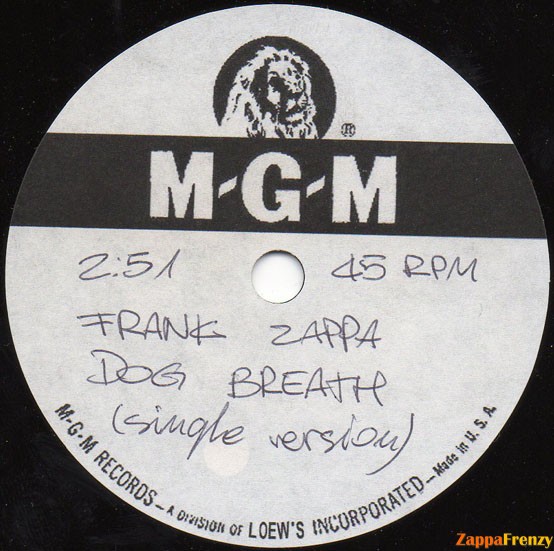 ®
M-G-M
2:51 45 RPM
FRANK ZAPPA
DOG BREATH
(single version)
M-G-M RECORDS – A DIVISION OF LOEW'S INCORPORATED – Made in U.S.A.
ZappaFrenzy